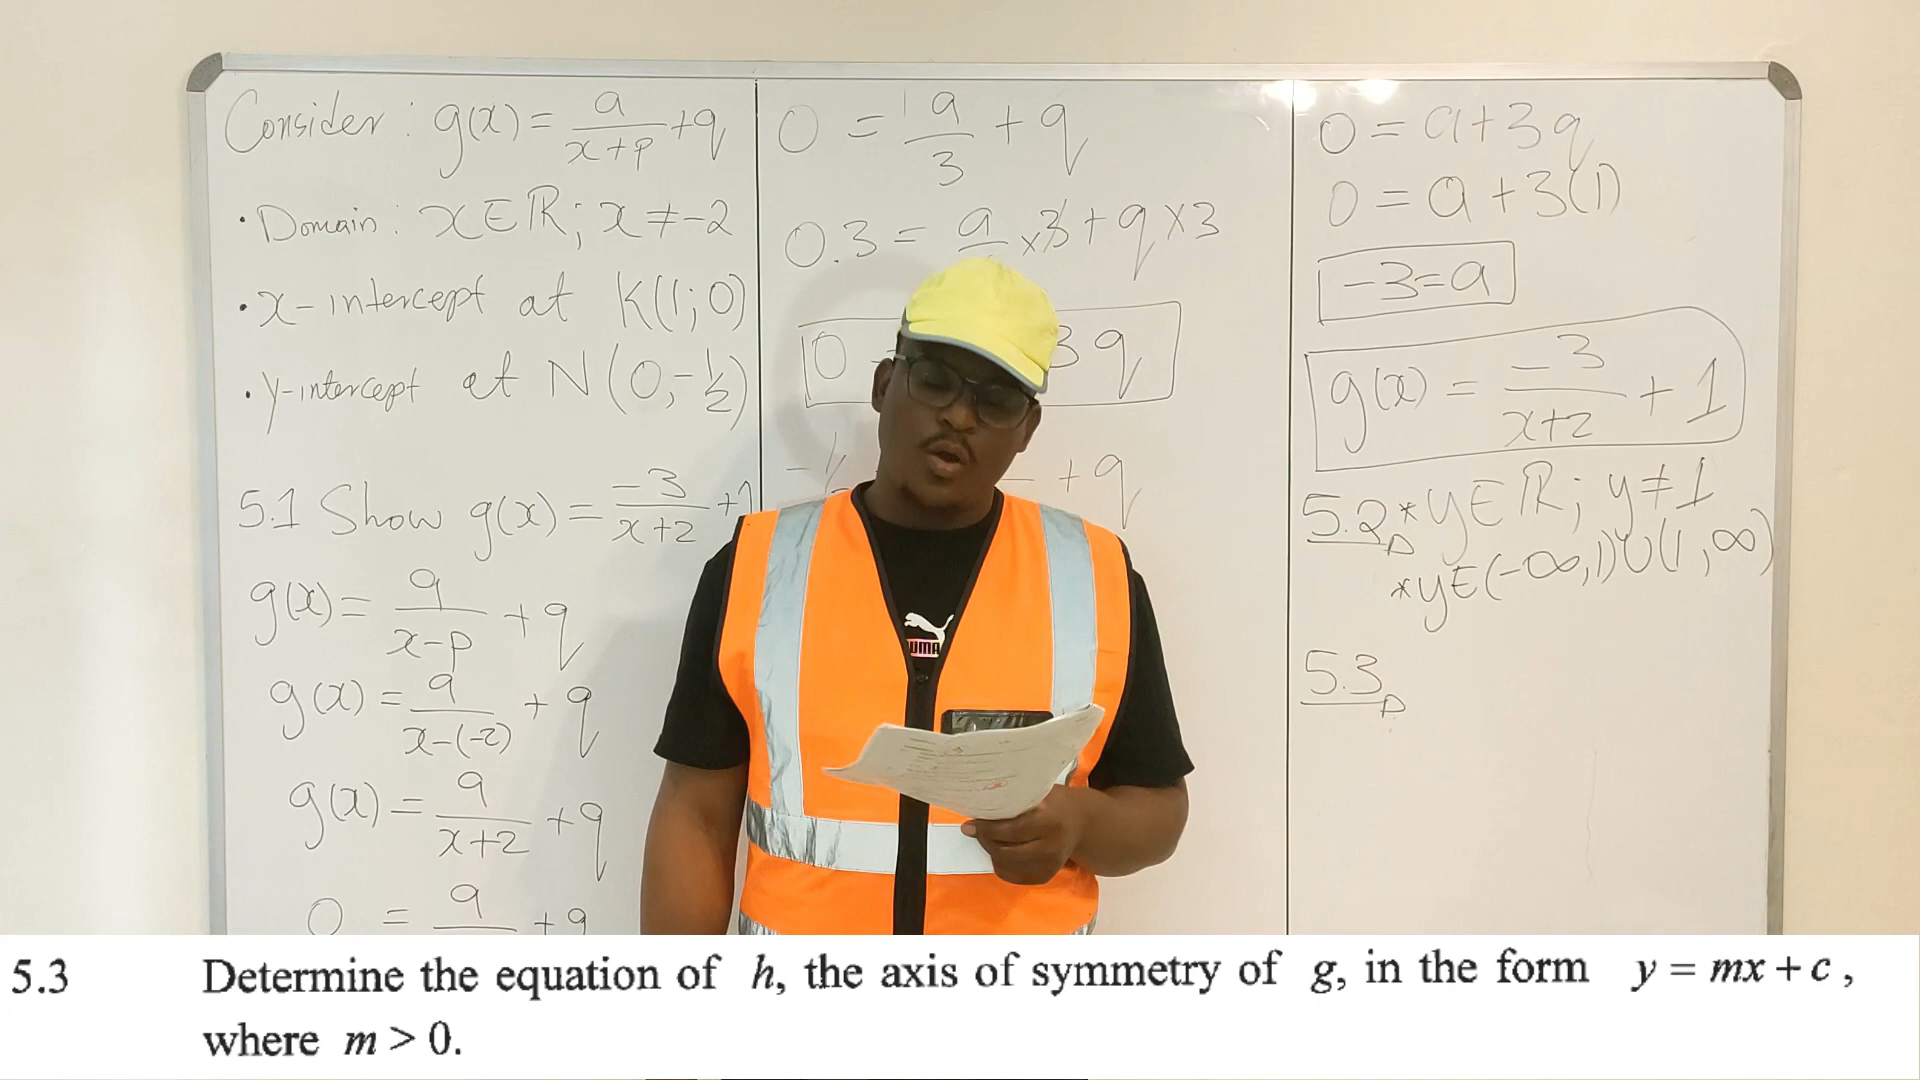 Consider: g(x) = a/(x+p) + q
• Domain: x∈ℝ; x ≠ -2
• x-intercept at K(1;0)
• y-intercept at N(0;-½)
5.1 Show g(x) = -3/(x+2) + 1
g(x) = a/(x-p) + q
g(x) = a/(x-(-2)) + q
g(x) = a/(x+2) + q
0 = a + q
0 = a/3 + q
0.3 = a ×3 + q×3
0 3q
+ q
0 = a+3q
0 = a+3(1)
-3=a
g(x) = -3/(x+2) + 1
5.2 * y∈ℝ; y≠1
* y∈(-∞,1)∪(1,∞)
5.3
UMA
5.3 Determine the equation of h, the axis of symmetry of g, in the form y = mx + c,
where m > 0.